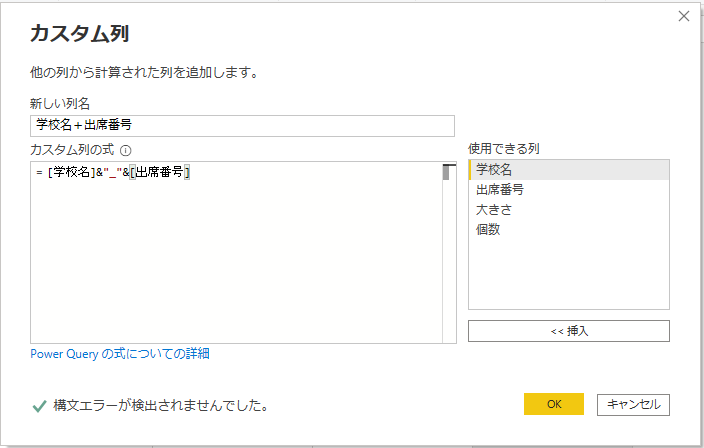 カスタム列
他の列から計算された列を追加します。
新しい列名
学校名＋出席番号
カスタム列の式
使用できる列
= [学校名]&"_"&[出席番号]
学校名
出席番号
大きさ
個数
<< 挿入
Power Query の式についての詳細
構文エラーが検出されませんでした。
OK
キャンセル